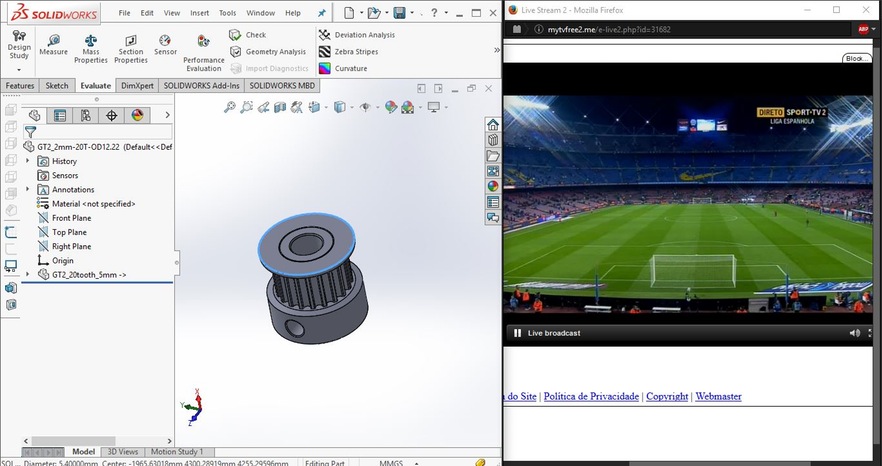 SOLIDWORKS
File Edit View Insert Tools Window Help
Design Study
Measure
Mass Properties
Section Properties
Sensor
Performance Evaluation
Check
Geometry Analysis
Import Diagnostics
Deviation Analysis
Zebra Stripes
Curvature
Features Sketch Evaluate DimXpert SOLIDWORKS Add-Ins SOLIDWORKS MBD
GT2_2mm-20T-OD12.22 (Default<<Def
History
Sensors
Annotations
Material <not specified>
Front Plane
Top Plane
Right Plane
Origin
GT2_20tooth_5mm ->
X
Y
Z
Model 3D Views Motion Study 1
SOL... Diameter: 5.40000mm Center: -1965.63018mm 4300.28919mm 4255.29596mm Editing Part MMGS
Live Stream 2 - Mozilla Firefox
mytvfree2.me/e-live2.php?id=31682
ABP
Block...
DIRETO SPORT-TV 2
LIGA ESPANHOLA
Live broadcast
do Site | Política de Privacidade | Copyright | Webmaster